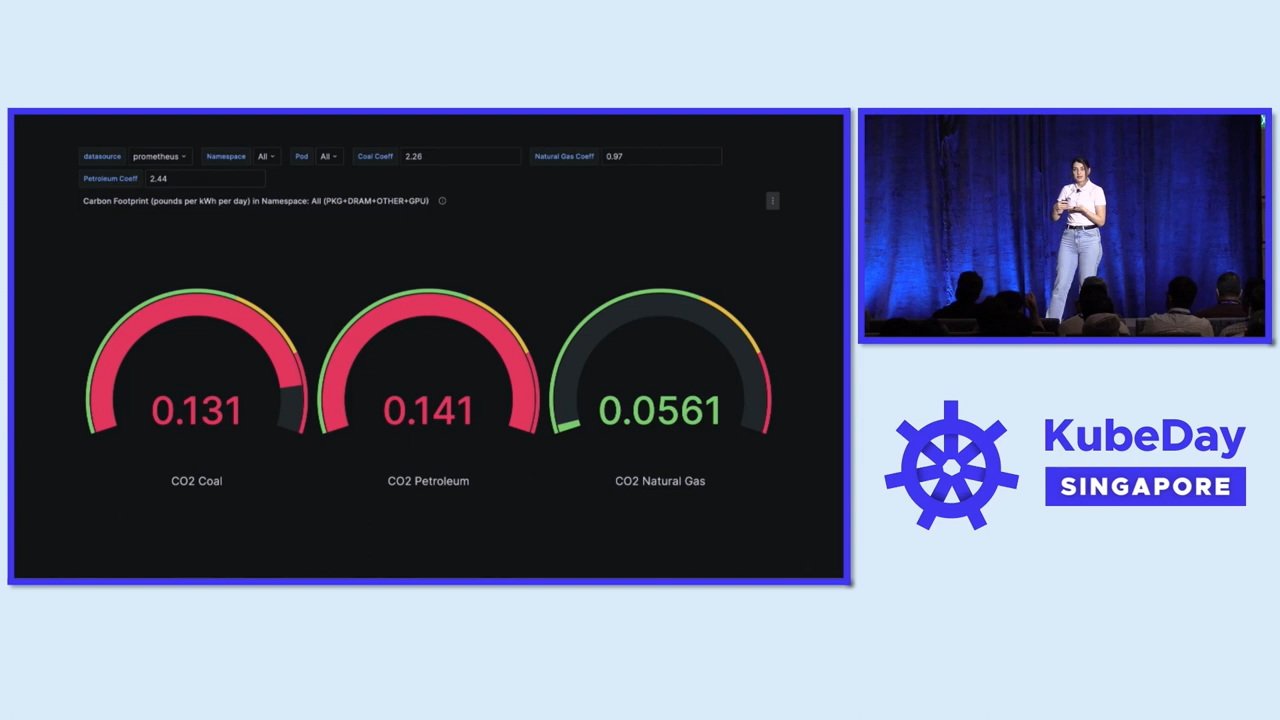 datasource prometheus Namespace All Pod All Coal Coeff 2.26 Natural Gas Coeff 0.97
Petroleum Coeff 2.44
Carbon Footprint (pounds per kWh per day) in Namespace: All (PKG+DRAM+OTHER+GPU)
0.131 0.141 0.0561
CO2 Coal CO2 Petroleum CO2 Natural Gas
KubeDay
SINGAPORE